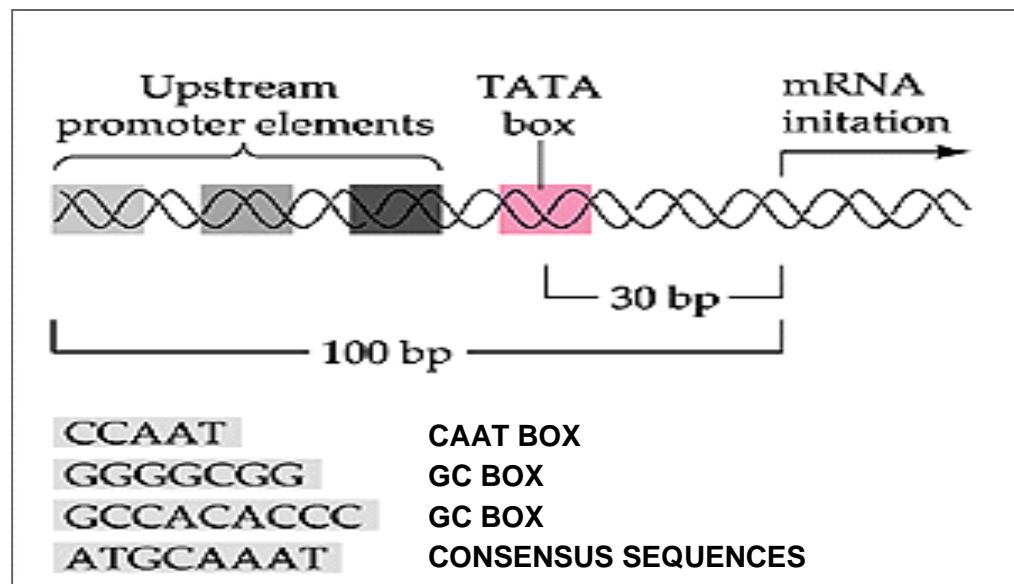 Upstream
promoter elements
TATA
box
mRNA
initation
30 bp
100 bp
CCAAT CAAT BOX
GGGGCGG GC BOX
GCCACACCC GC BOX
ATGCAAAT CONSENSUS SEQUENCES